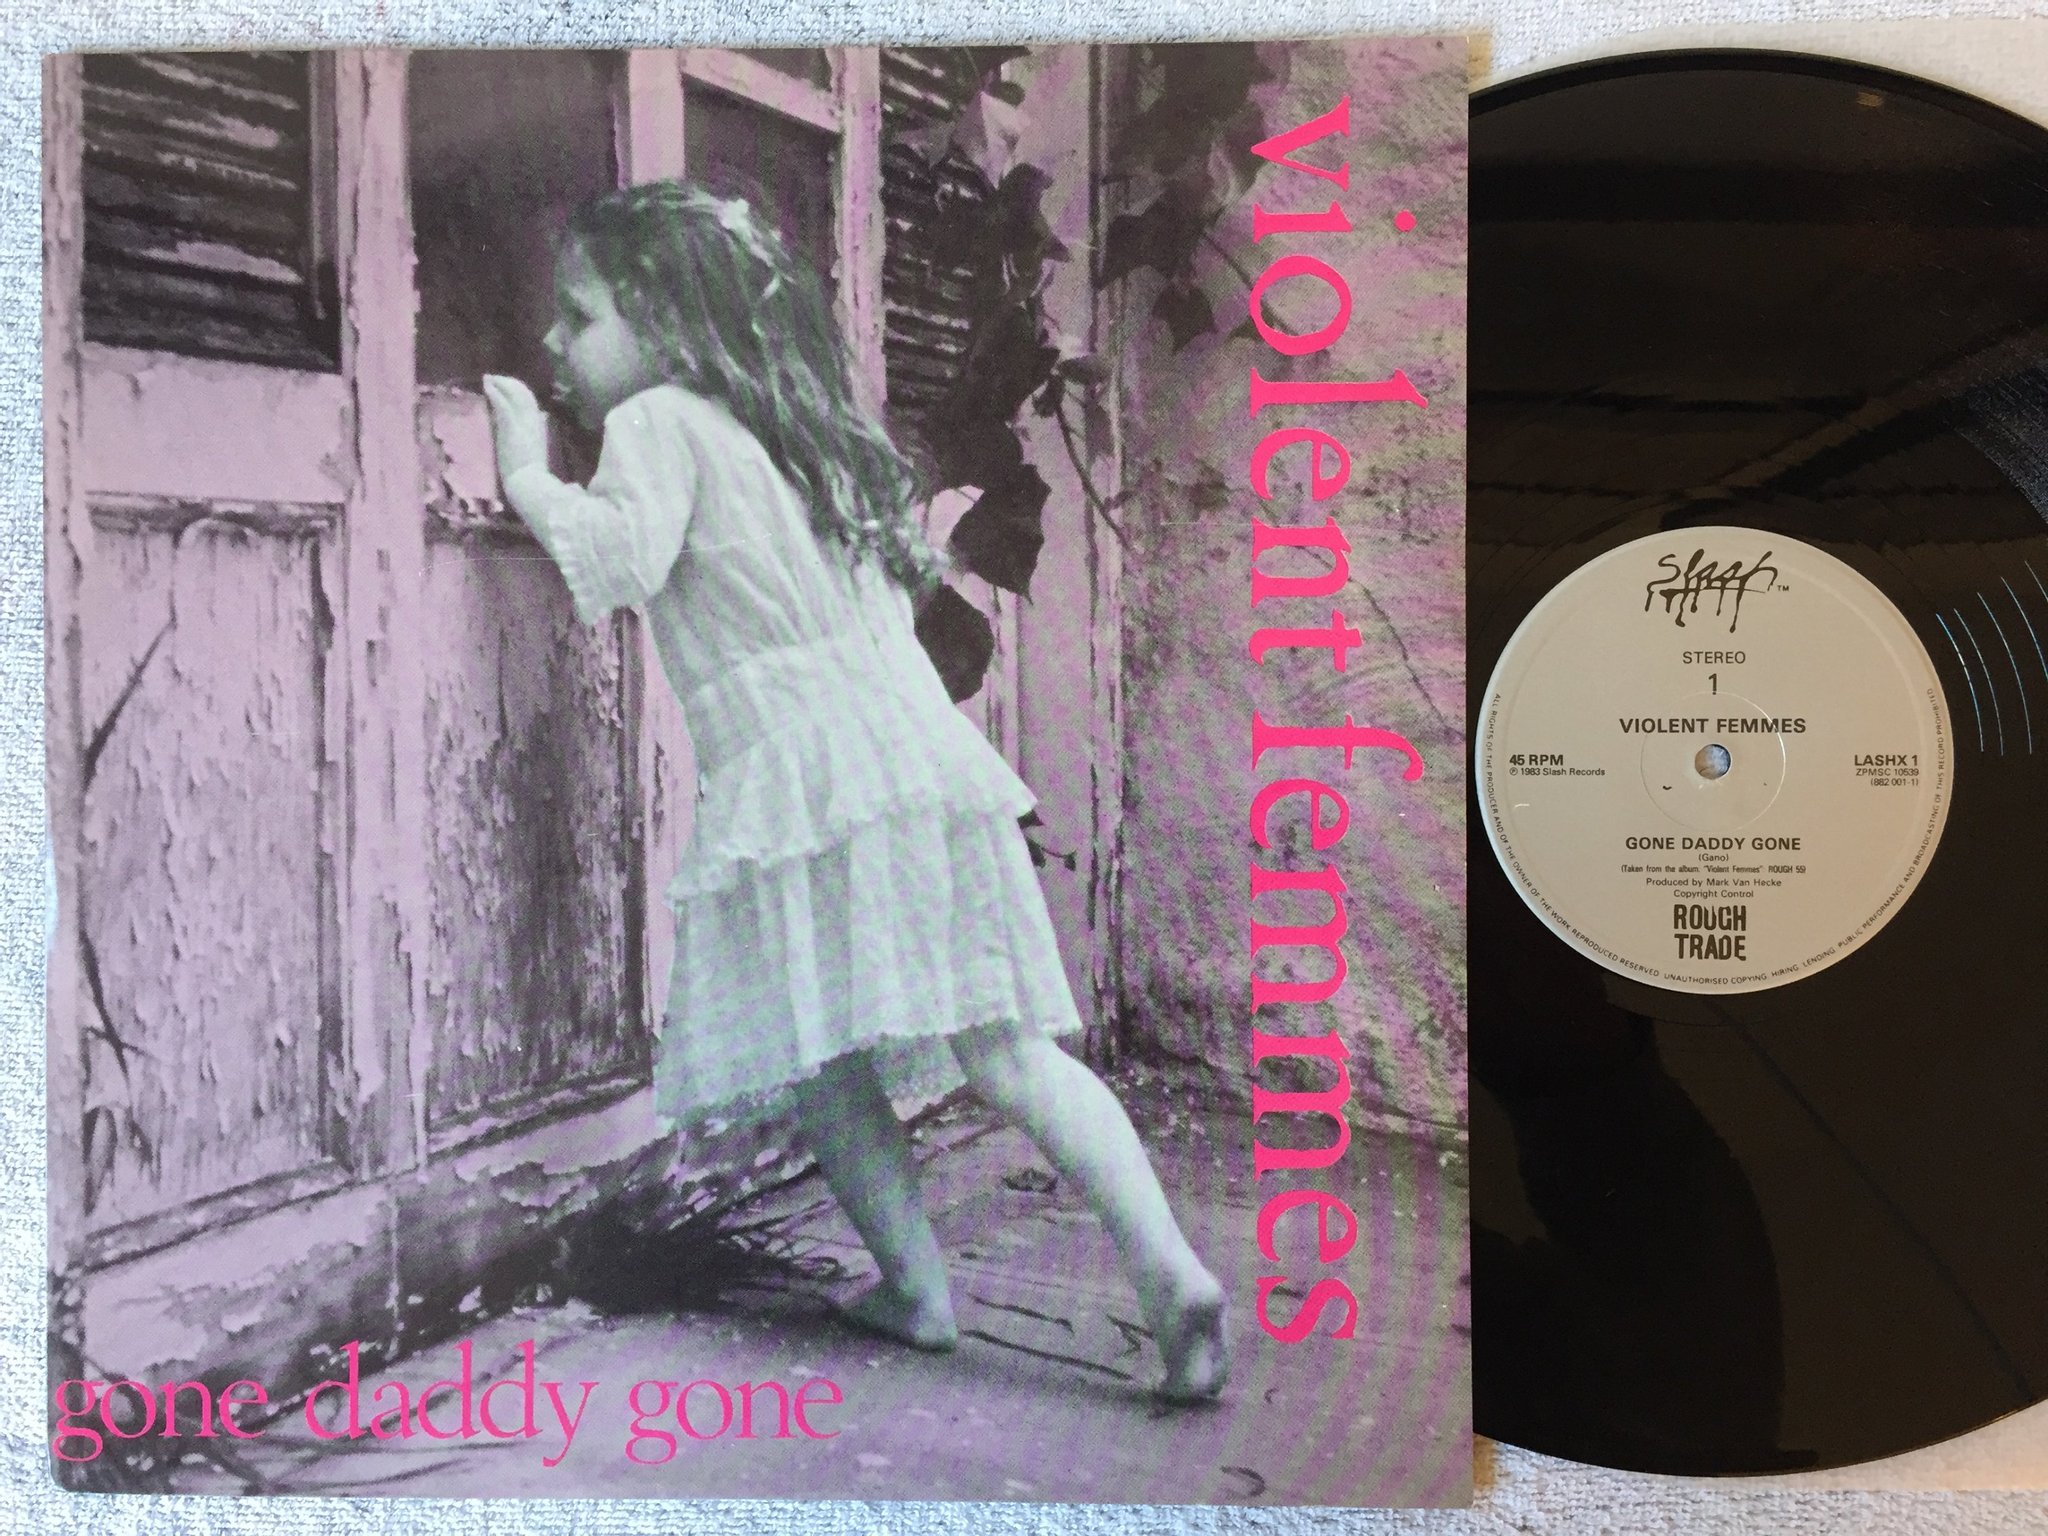 violent femmes
gone daddy gone
Slash TM
STEREO
1
VIOLENT FEMMES
45 RPM
℗ 1983 Slash Records
LASHX 1
ZPMSC 10539
(882 001-1)
GONE DADDY GONE
(Gano)
(Taken from the album, "Violent Femmes" ROUGH 55)
Produced by Mark Van Hecke
Copyright Control
ROUGH
TRADE
ALL RIGHTS OF THE PRODUCER AND OF THE OWNER OF THE WORK REPRODUCED RESERVED. UNAUTHORISED COPYING, HIRING, LENDING, PUBLIC PERFORMANCE AND BROADCASTING OF THIS RECORD PROHIBITED.